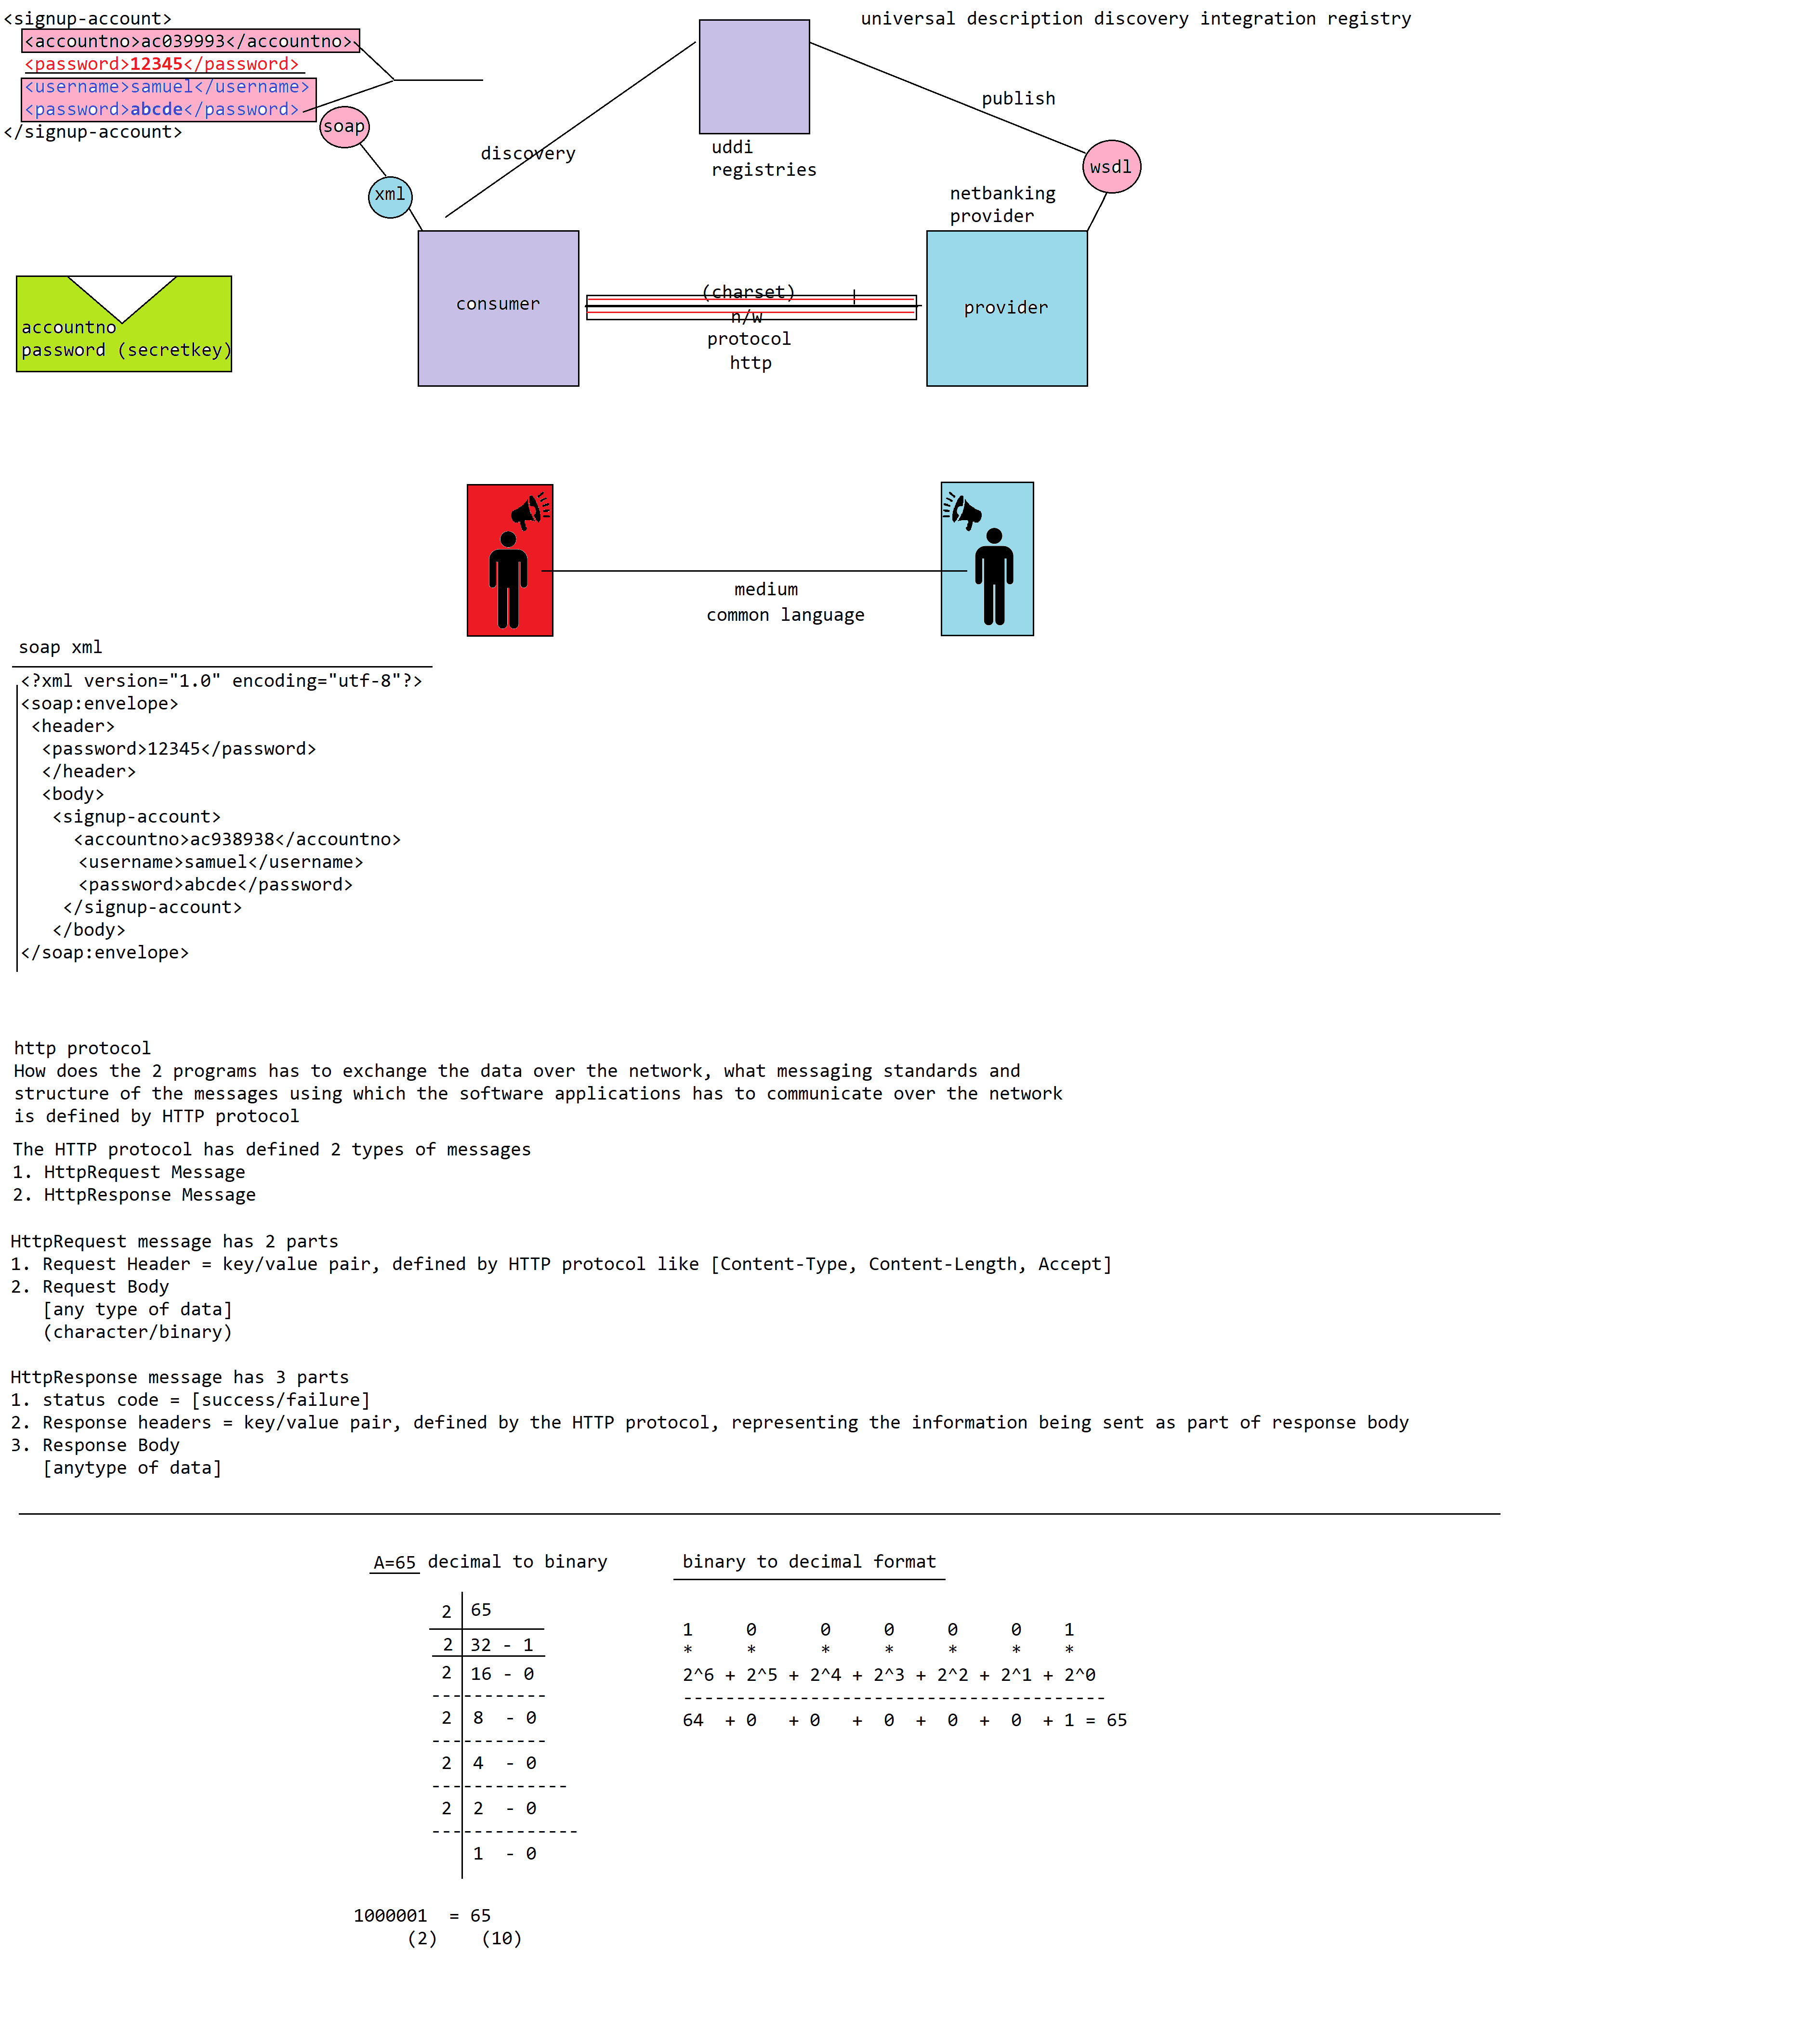 <signup-account>
<accountno>ac039993</accountno>
<password>12345</password>
<username>samuel</username>
<password>abcde</password>
</signup-account>
soap
xml
discovery
universal description discovery integration registry
publish
uddi
registries
wsdl
netbanking
provider
accountno
password (secretkey)
consumer
(charset)
n/w
protocol
http
provider
medium
common language
soap xml
<?xml version="1.0" encoding="utf-8"?>
<soap:envelope>
<header>
<password>12345</password>
</header>
<body>
<signup-account>
<accountno>ac938938</accountno>
<username>samuel</username>
<password>abcde</password>
</signup-account>
</body>
</soap:envelope>
http protocol
How does the 2 programs has to exchange the data over the network, what messaging standards and
structure of the messages using which the software applications has to communicate over the network
is defined by HTTP protocol
The HTTP protocol has defined 2 types of messages
1. HttpRequest Message
2. HttpResponse Message
HttpRequest message has 2 parts
1. Request Header = key/value pair, defined by HTTP protocol like [Content-Type, Content-Length, Accept]
2. Request Body
[any type of data]
(character/binary)
HttpResponse message has 3 parts
1. status code = [success/failure]
2. Response headers = key/value pair, defined by the HTTP protocol, representing the information being sent as part of response body
3. Response Body
[anytype of data]
A=65 decimal to binary
2 65
2 32 - 1
2 16 - 0
-----------
2 8 - 0
-----------
2 4 - 0
-------------
2 2 - 0
--------------
1 - 0
1000001 = 65
(2) (10)
binary to decimal format
1 0 0 0 0 0 1
* * * * * * *
2^6 + 2^5 + 2^4 + 2^3 + 2^2 + 2^1 + 2^0
----------------------------------------
64 + 0 + 0 + 0 + 0 + 0 + 1 = 65